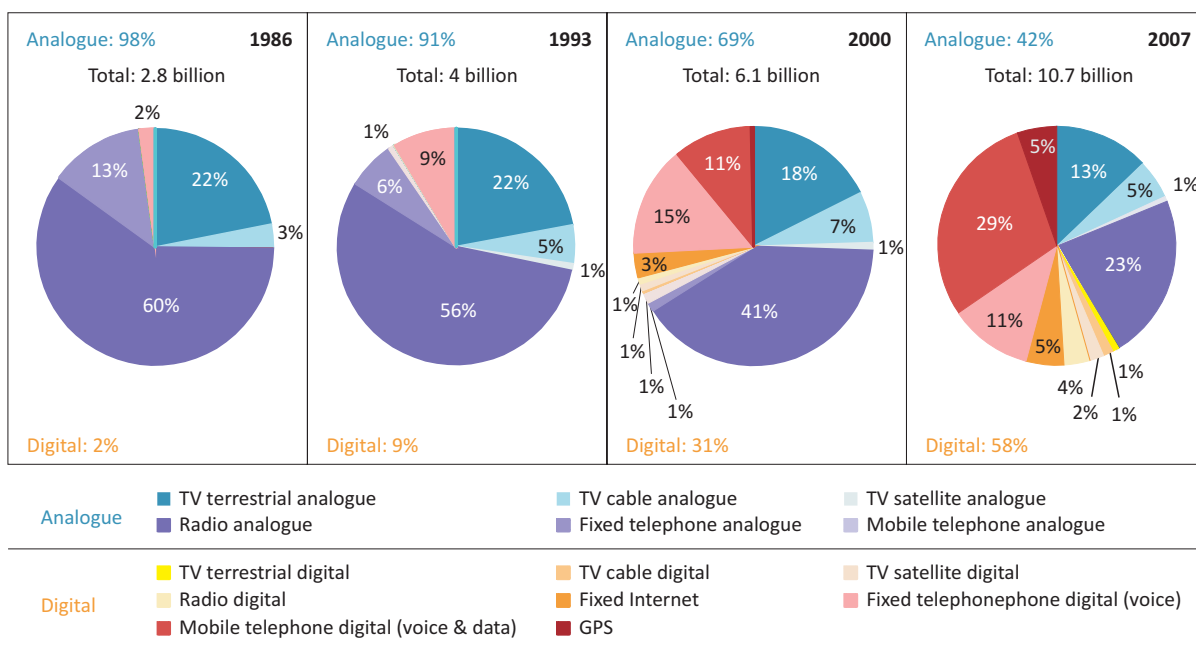 Analogue: 98% 1986
Total: 2.8 billion
2%
13%
22%
3%
60%
Digital: 2%
Analogue: 91% 1993
Total: 4 billion
1%
9%
6%
22%
5%
1%
56%
Digital: 9%
Analogue: 69% 2000
Total: 6.1 billion
11%
18%
15%
7%
3%
1%
1%
41%
1%
1%
1%
Digital: 31%
Analogue: 42% 2007
Total: 10.7 billion
5%
13%
5%
1%
29%
23%
11%
5%
4%
1%
2%
1%
Digital: 58%
Analogue
TV terrestrial analogue
TV cable analogue
TV satellite analogue
Radio analogue
Fixed telephone analogue
Mobile telephone analogue
Digital
TV terrestrial digital
TV cable digital
TV satellite digital
Radio digital
Fixed Internet
Fixed telephonephone digital (voice)
Mobile telephone digital (voice & data)
GPS